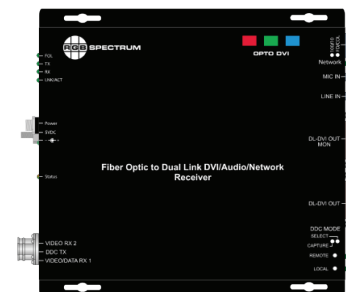 RGB SPECTRUM
OPTO DVI
FDL
TX
RX
LINK/ACT
Network
MIC IN
LINE IN
Power
5VDC
DL-DVI OUT
MON
Status
Fiber Optic to Dual Link DVI/Audio/Network
Receiver
DL-DVI OUT
DDC MODE
SELECT
CAPTURE
REMOTE
LOCAL
VIDEO RX 2
DDC TX
VIDEO/DATA RX 1